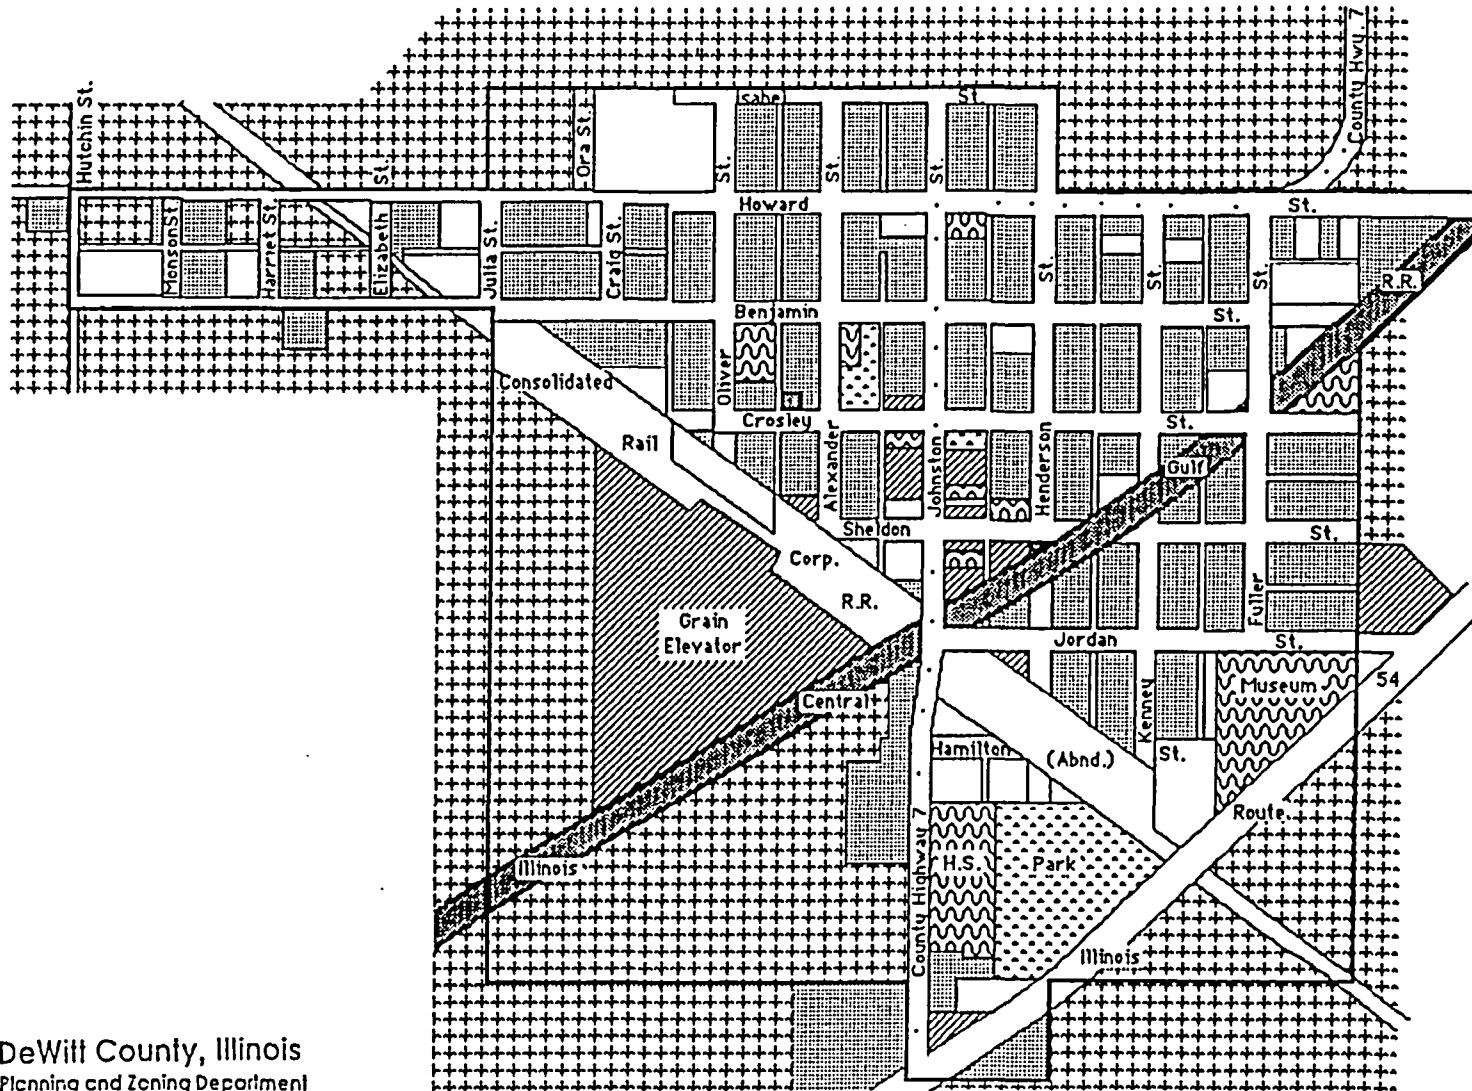 County Hwy. 7
Hutchin St.
St.
Ora St.
sabel
St.
St.
St.
St.
Howard
St.
Monson St.
Harriet St.
Elizabeth
Julia St.
Craig St.
St.
St.
St.
R.R.
Benjamin
St.
Consolidated
Oliver
Crosley
St.
Rail
Alexander
Johnston
Henderson
Gulf
Sheldon
St.
Corp.
R.R.
Fuller
Grain
Elevator
Jordan
St.
Museum
54
Central
Kenney
Hamilton
(Abnd.)
St.
Route
County Highway 7
H.S.
Park
Illinois
Illinois
DeWitt County, Illinois
Planning and Zoning Department